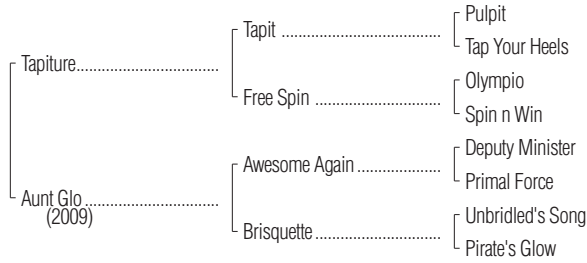 Pulpit
Tapit
Tap Your Heels
Tapiture
Olympio
Free Spin
Spin n Win
Deputy Minister
Awesome Again
Primal Force
Aunt Glo
(2009)
Unbridled's Song
Brisquette
Pirate's Glow